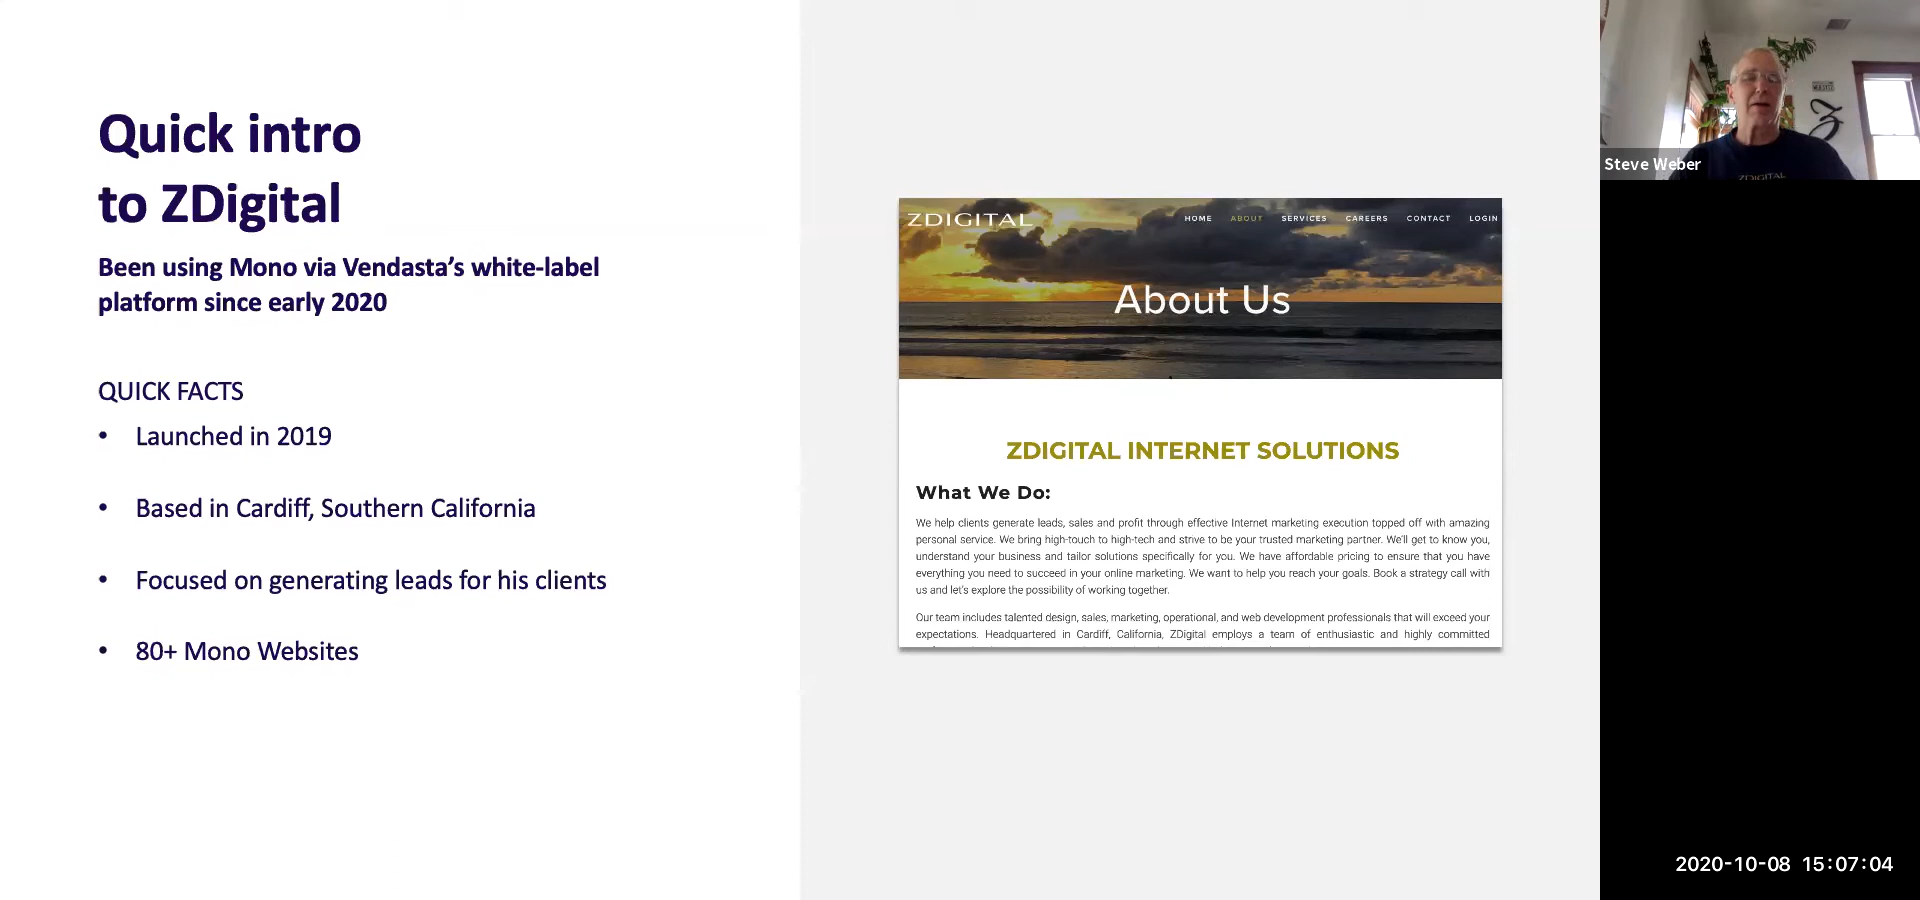 Quick intro
to ZDigital
Been using Mono via Vendasta’s white-label
platform since early 2020
QUICK FACTS
• Launched in 2019
• Based in Cardiff, Southern California
• Focused on generating leads for his clients
• 80+ Mono Websites
ZDIGITAL
HOME ABOUT SERVICES CAREERS CONTACT LOGIN
About Us
ZDIGITAL INTERNET SOLUTIONS
What We Do:
We help clients generate leads, sales and profit through effective Internet marketing execution topped off with amazing
personal service. We bring high-touch to high-tech and strive to be your trusted marketing partner. We'll get to know you,
understand your business and tailor solutions specifically for you. We have affordable pricing to ensure that you have
everything you need to succeed in your online marketing. We want to help you reach your goals. Book a strategy call with
us and let's explore the possibility of working together.
Our team includes talented design, sales, marketing, operational, and web development professionals that will exceed your
expectations. Headquartered in Cardiff, California, ZDigital employs a team of enthusiastic and highly committed
Steve Weber
ZDIGITAL
2020-10-08 15:07:04